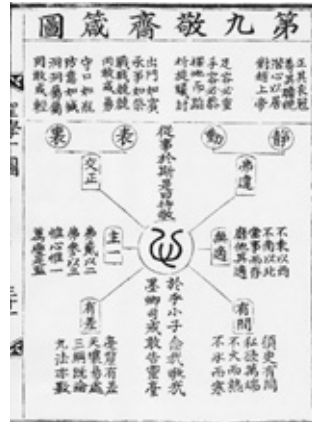 第九敬齋箴圖
正其衣冠
尊其瞻視
潛心以居
對越上帝
足容必重
手容必恭
擇地而蹈
折旋蟻封
出門如賓
承事如祭
戰戰兢兢
罔敢或易
守口如瓶
防意如城
洞洞屬屬
罔敢或輕
靜
動
表
裏
弗違
從事於斯是曰持敬
交正
不東以西
不南以北
當事而存
靡他其適
無適
心
主一
弗貳以二
弗參以三
惟心惟一
萬變是監
須臾有間
私欲萬端
不火而熱
不冰而寒
有間
於乎小子念哉敬哉
墨卿司戒敢告靈臺
有差
毫釐有差
天壤易處
三綱旣淪
九法亦斁
聖學十圖